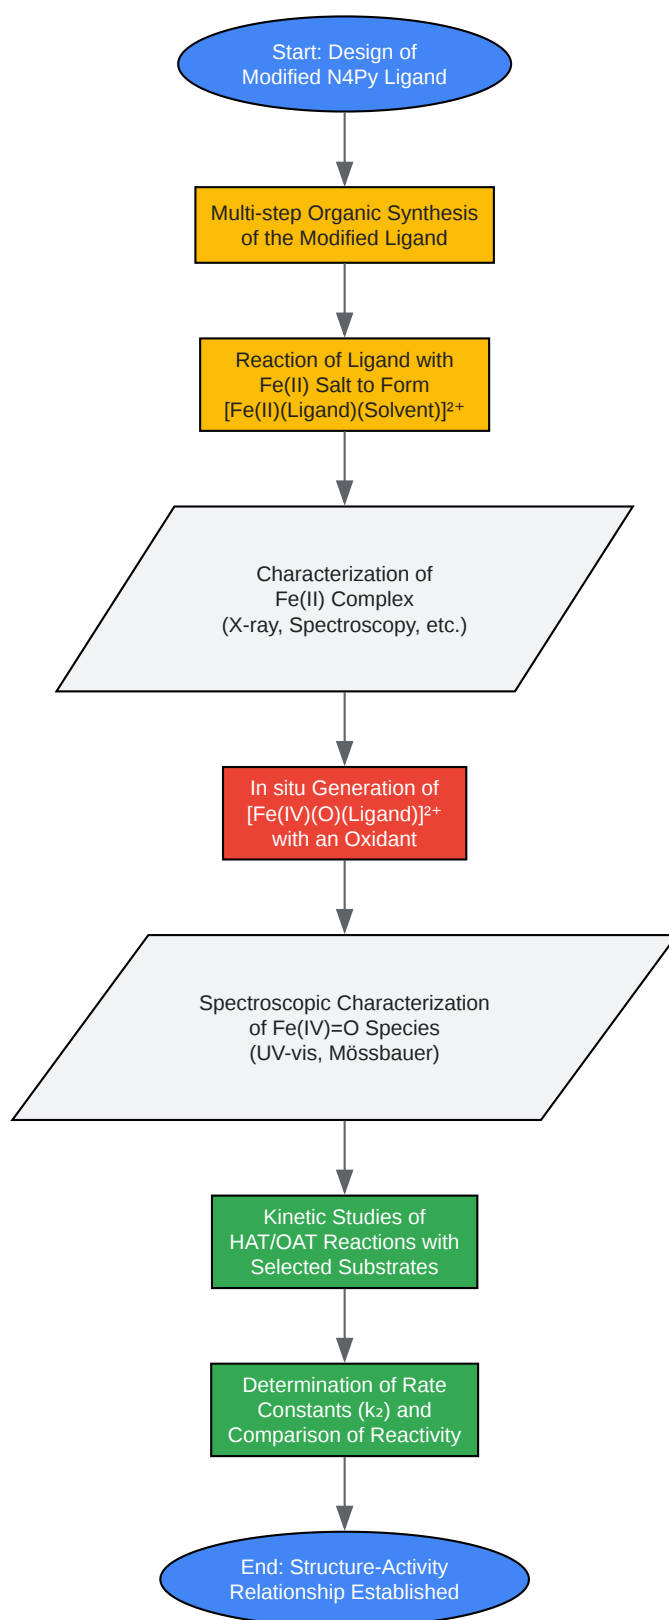 Start: Design of
Modified N4Py Ligand
Multi-step Organic Synthesis
of the Modified Ligand
Reaction of Ligand with
Fe(II) Salt to Form
[Fe(II)(Ligand)(Solvent)]²⁺
Characterization of
Fe(II) Complex
(X-ray, Spectroscopy, etc.)
In situ Generation of
[Fe(IV)(O)(Ligand)]²⁺
with an Oxidant
Spectroscopic Characterization
of Fe(IV)=O Species
(UV-vis, Mössbauer)
Kinetic Studies of
HAT/OAT Reactions with
Selected Substrates
Determination of Rate
Constants (k₂) and
Comparison of Reactivity
End: Structure-Activity
Relationship Established